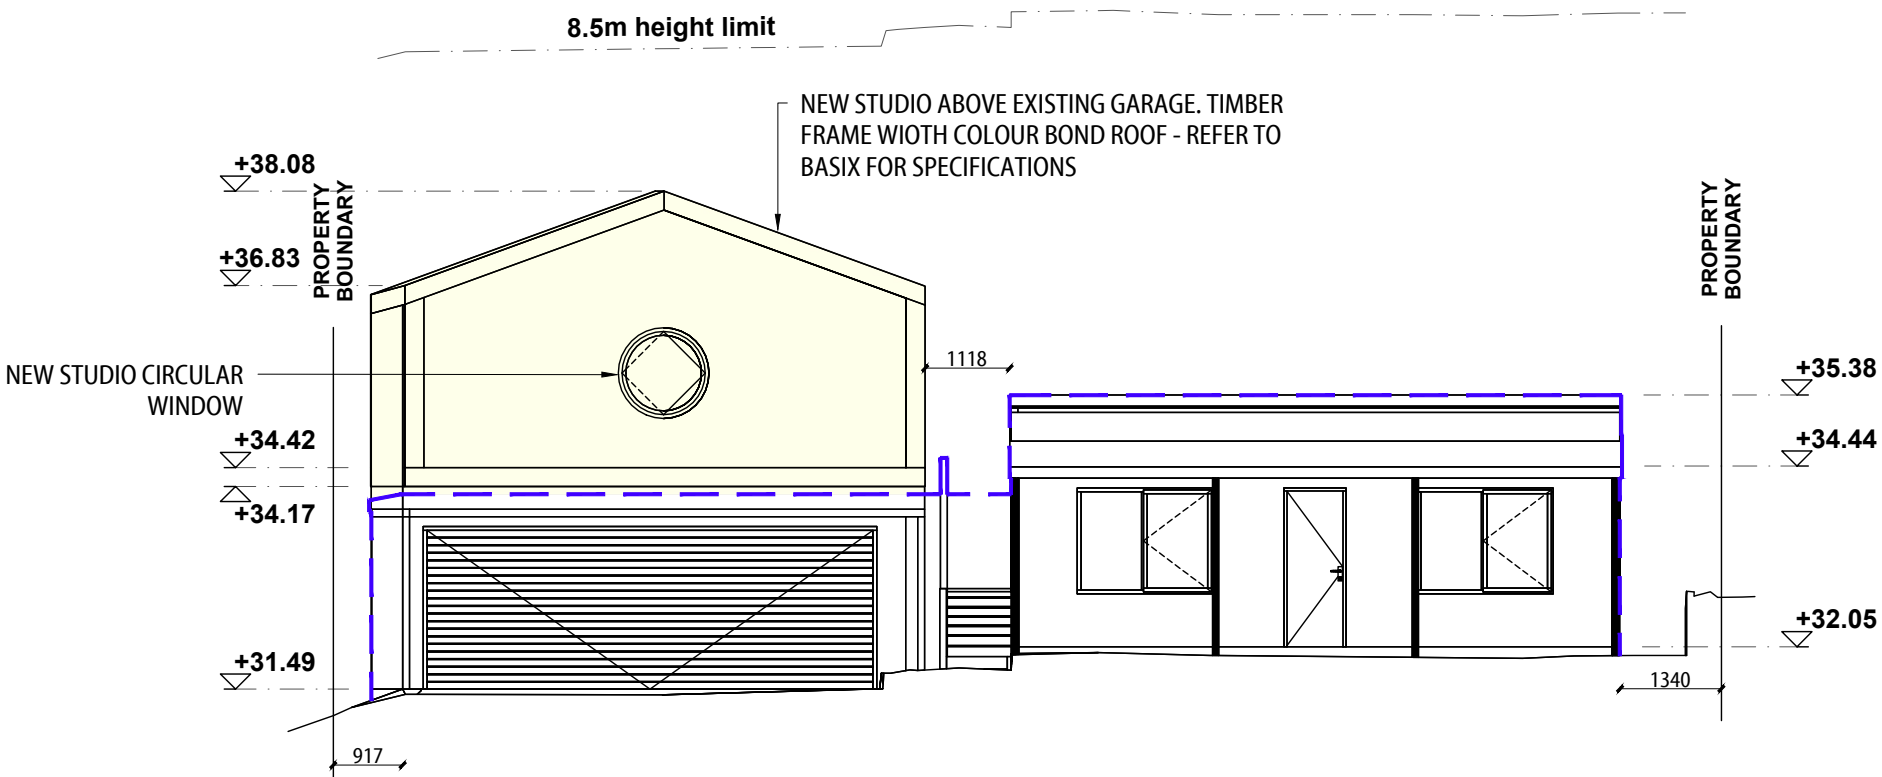 8.5m height limit
NEW STUDIO ABOVE EXISTING GARAGE. TIMBER
FRAME WIOTH COLOUR BOND ROOF - REFER TO
BASIX FOR SPECIFICATIONS
+38.08
PROPERTY
BOUNDARY
+36.83
PROPERTY
BOUNDARY
NEW STUDIO CIRCULAR
WINDOW
1118
+35.38
+34.42
+34.44
+34.17
+32.05
+31.49
1340
917